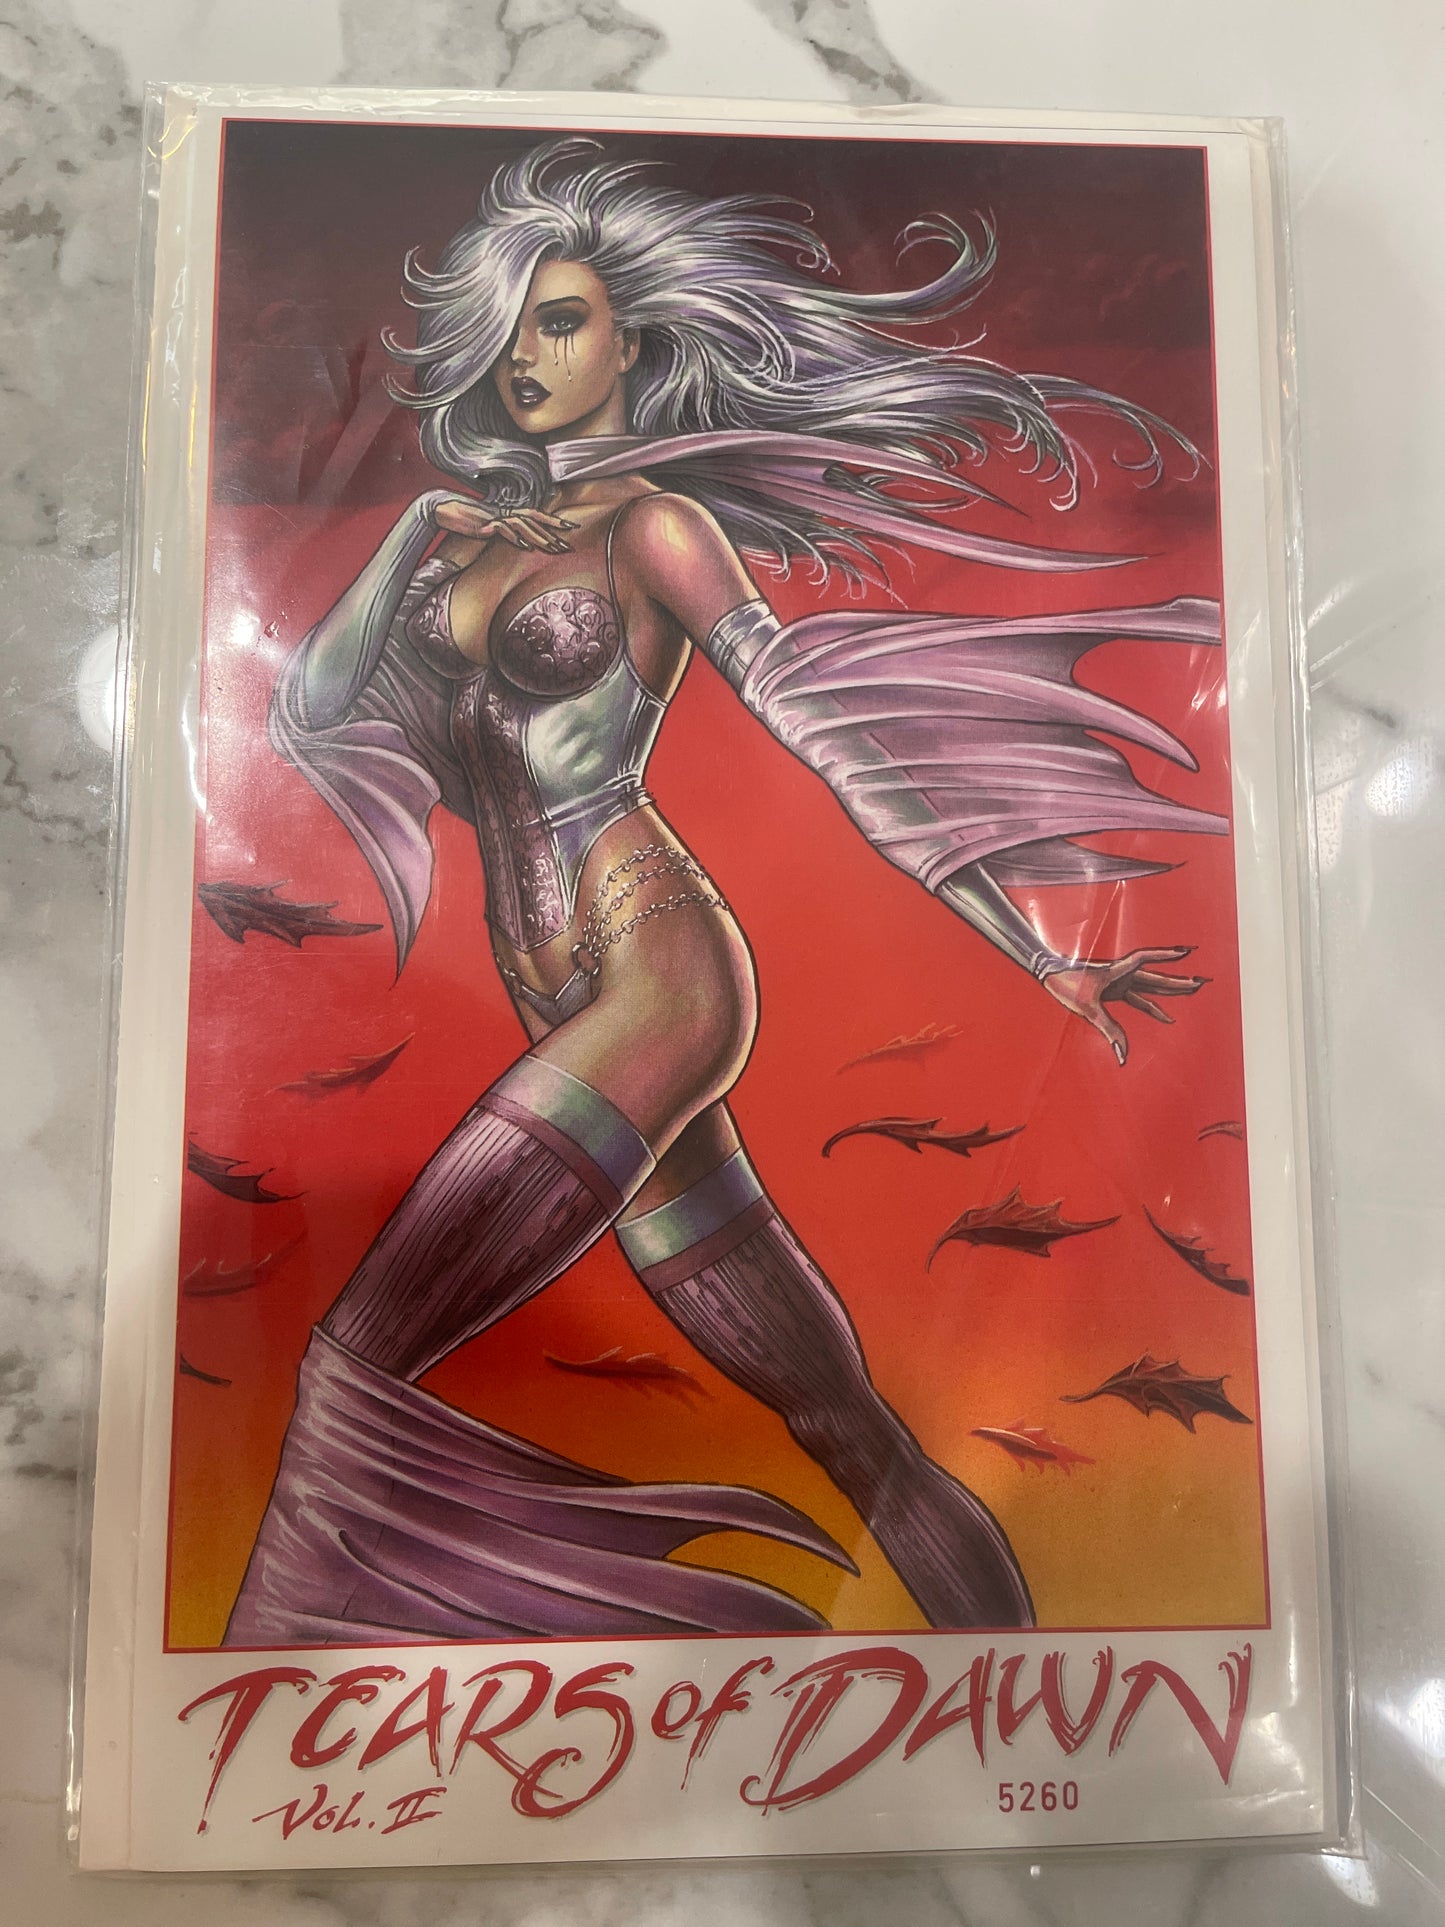 TEARS OF DAWN
VOL. II 5260